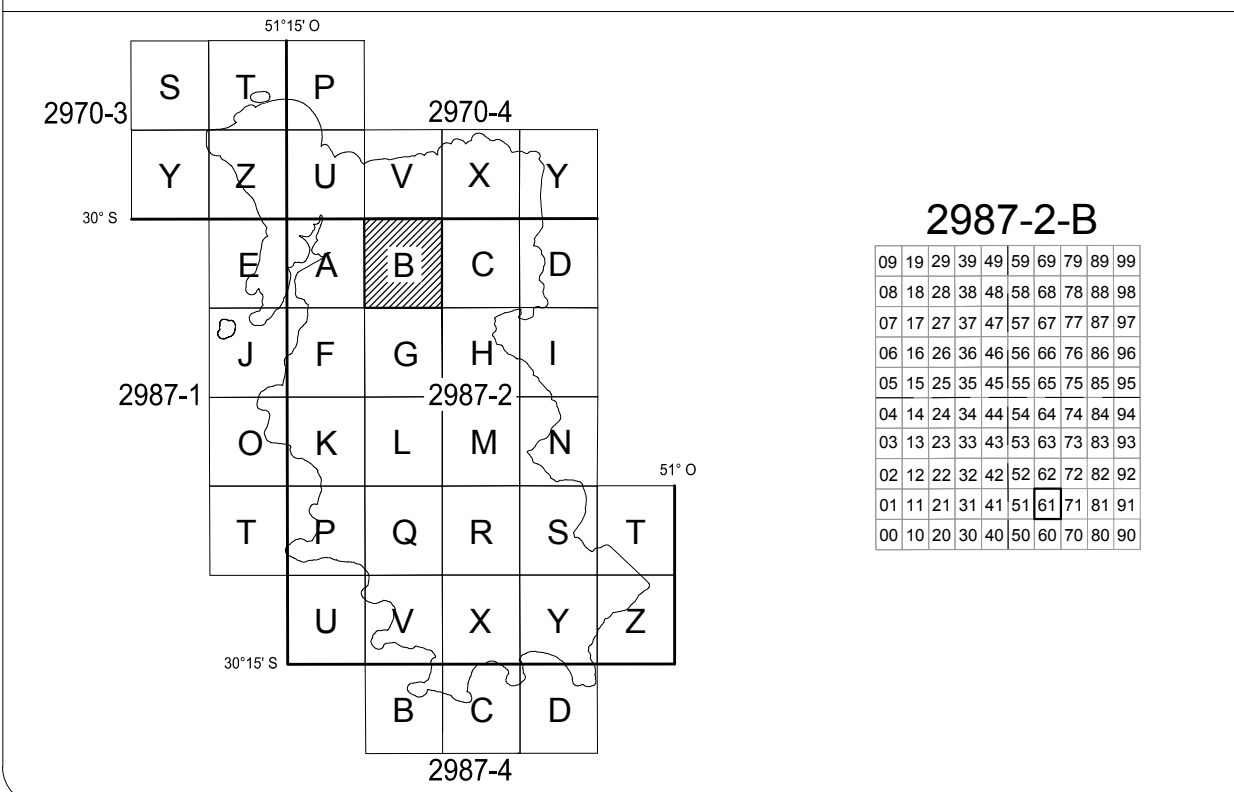 51°15' O
S T P
2970-3 2970-4
Y Z U V X Y
30° S
E A B C D
J F G H I
2987-1 2987-2
O K L M N
51° O
T P Q R S T
U V X Y Z
30°15' S
B C D
2987-4
2987-2-B
09 19 29 39 49 59 69 79 89 99
08 18 28 38 48 58 68 78 88 98
07 17 27 37 47 57 67 77 87 97
06 16 26 36 46 56 66 76 86 96
05 15 25 35 45 55 65 75 85 95
04 14 24 34 44 54 64 74 84 94
03 13 23 33 43 53 63 73 83 93
02 12 22 32 42 52 62 72 82 92
01 11 21 31 41 51 61 71 81 91
00 10 20 30 40 50 60 70 80 90